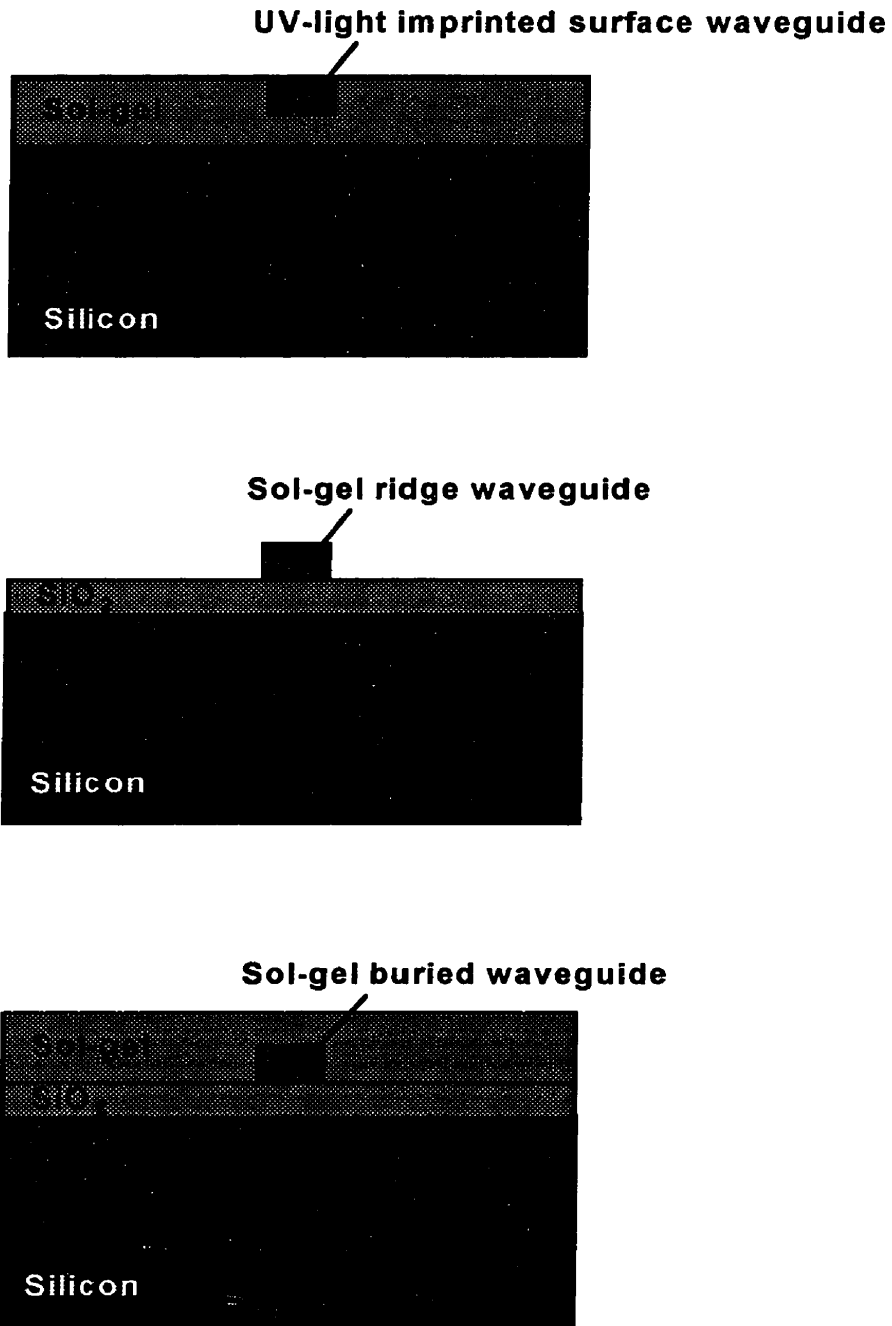 UV-light imprinted surface waveguide
Sol-gel
Silicon
Sol-gel ridge waveguide
SiO₂
Silicon
Sol-gel buried waveguide
Sol-gel
SiO₂
Silicon